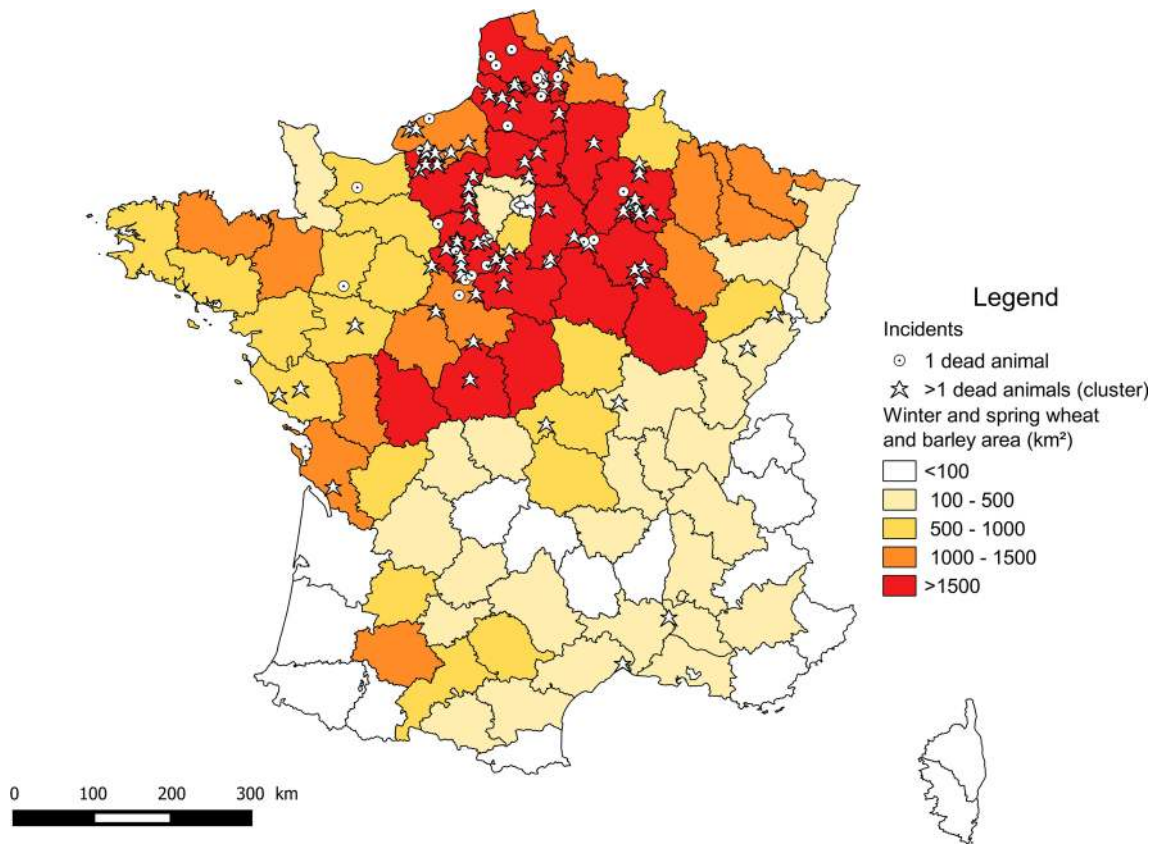 Legend
Incidents
1 dead animal
>1 dead animals (cluster)
Winter and spring wheat
and barley area (km²)
<100
100 - 500
500 - 1000
1000 - 1500
>1500
0 100 200 300 km